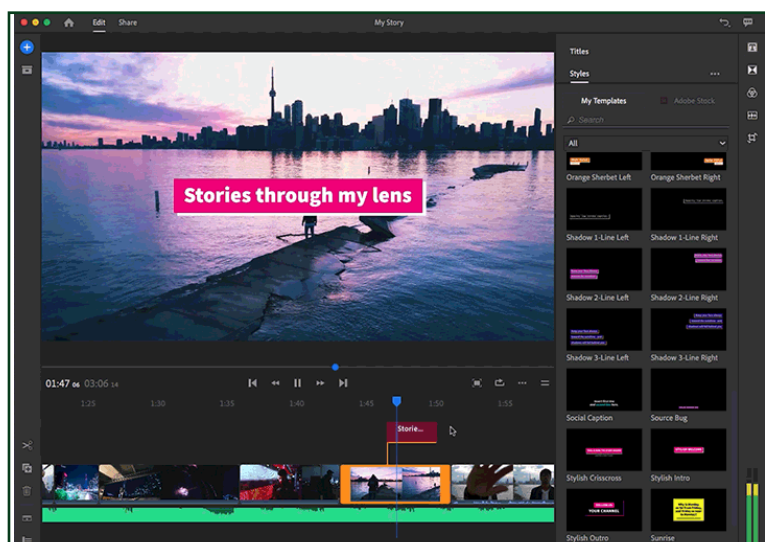 Edit Share
My Story
Titles
Styles
My Templates
Adobe Stock
Search
All
Orange Sherbet Left
Orange Sherbet Right
Shadow 1-Line Left
Shadow 1-Line Right
Shadow 2-Line Left
Shadow 2-Line Right
Shadow 3-Line Left
Shadow 3-Line Right
Social Caption
Source Bug
Stylish Crisscross
Stylish Intro
YOUR CHANNEL
Stylish Outro
Sunrise
Stories through my lens
01:47 06 03:06 14
1:25 1:30 1:35 1:40 1:45 1:50 1:55
Storie...